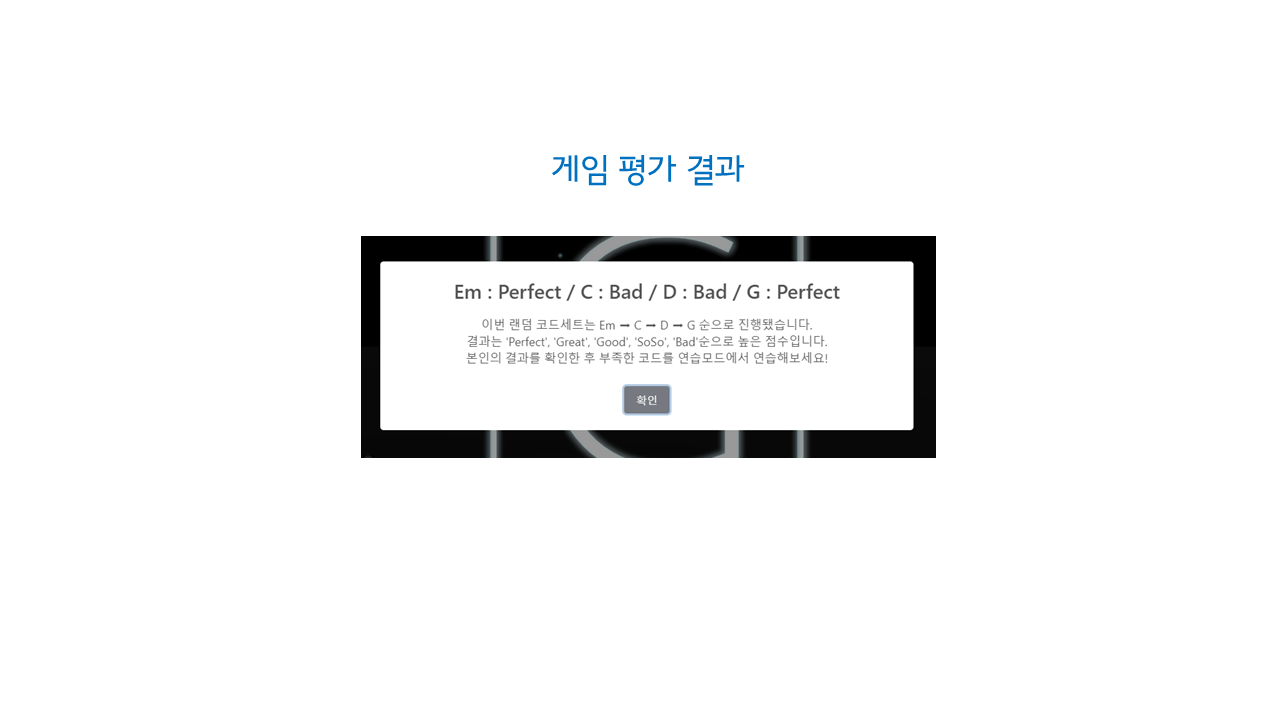 게임 평가 결과
Em : Perfect / C : Bad / D : Bad / G : Perfect
이번 랜덤 코드세트는 Em ➡ C ➡ D ➡ G 순으로 진행됐습니다.
결과는 'Perfect', 'Great', 'Good', 'SoSo', 'Bad'순으로 높은 점수입니다.
본인의 결과를 확인한 후 부족한 코드를 연습모드에서 연습해보세요!
확인